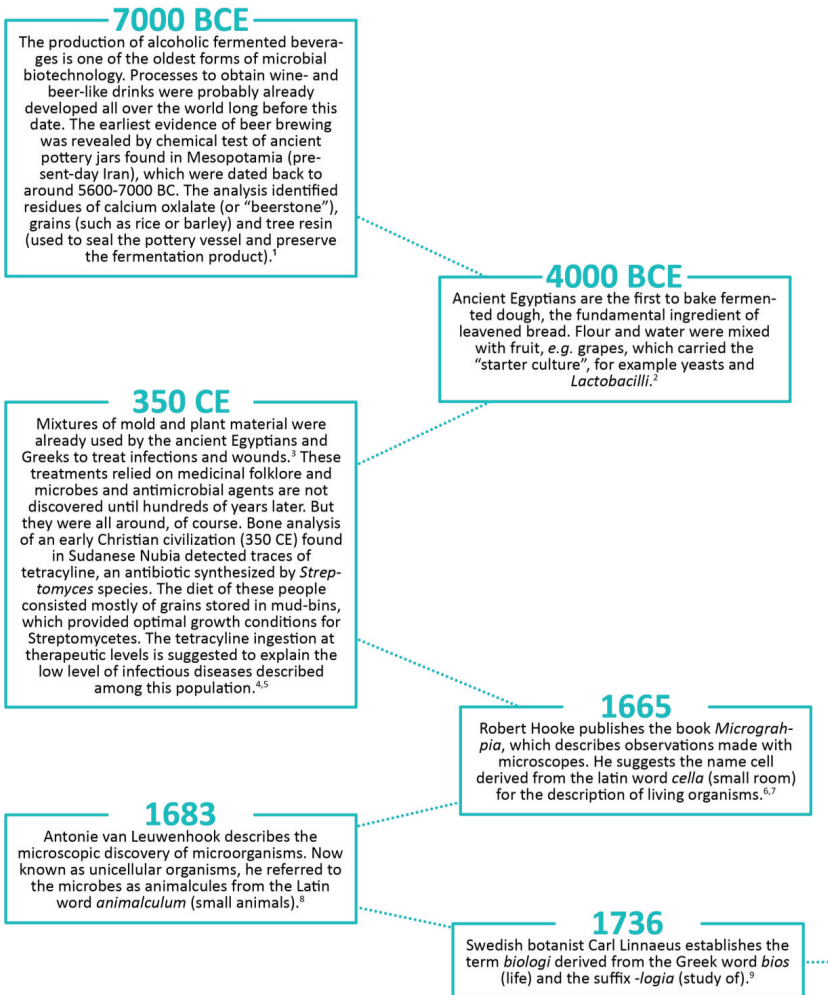 7000 BCE
The production of alcoholic fermented bevera-
ges is one of the oldest forms of microbial
biotechnology. Processes to obtain wine- and
beer-like drinks were probably already
developed all over the world long before this
date. The earliest evidence of beer brewing
was revealed by chemical test of ancient
pottery jars found in Mesopotamia (pre-
sent-day Iran), which were dated back to
around 5600-7000 BC. The analysis identified
residues of calcium oxlalate (or “beerstone”),
grains (such as rice or barley) and tree resin
(used to seal the pottery vessel and preserve
the fermentation product).¹
4000 BCE
Ancient Egyptians are the first to bake fermen-
ted dough, the fundamental ingredient of
leavened bread. Flour and water were mixed
with fruit, e.g. grapes, which carried the
“starter culture”, for example yeasts and
Lactobacilli.²
350 CE
Mixtures of mold and plant material were
already used by the ancient Egyptians and
Greeks to treat infections and wounds.³ These
treatments relied on medicinal folklore and
microbes and antimicrobial agents are not
discovered until hundreds of years later. But
they were all around, of course. Bone analysis
of an early Christian civilization (350 CE) found
in Sudanese Nubia detected traces of
tetracyline, an antibiotic synthesized by Strep-
tomyces species. The diet of these people
consisted mostly of grains stored in mud-bins,
which provided optimal growth conditions for
Streptomycetes. The tetracyline ingestion at
therapeutic levels is suggested to explain the
low level of infectious diseases described
among this population.⁴,⁵
1665
Robert Hooke publishes the book Micrograh-
pia, which describes observations made with
microscopes. He suggests the name cell
derived from the latin word cella (small room)
for the description of living organisms.⁶,⁷
1683
Antonie van Leuwenhook describes the
microscopic discovery of microorganisms. Now
known as unicellular organisms, he referred to
the microbes as animalcules from the Latin
word animalculum (small animals).⁸
1736
Swedish botanist Carl Linnaeus establishes the
term biologi derived from the Greek word bios
(life) and the suffix -logia (study of).⁹